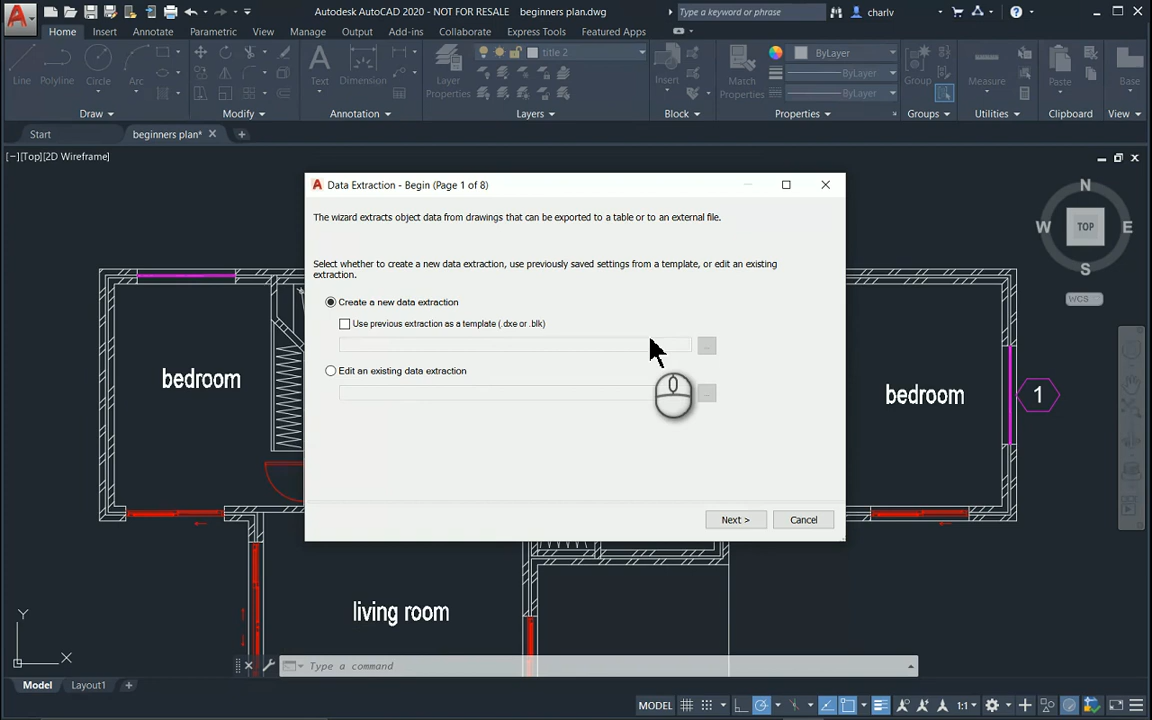 Autodesk AutoCAD 2020 - NOT FOR RESALE beginners plan.dwg
Type a keyword or phrase
charlv
Home Insert Annotate Parametric View Manage Output Add-ins Collaborate Express Tools Featured Apps
Line Polyline Circle Arc Text Dimension Layer Properties title 2 Insert Match Properties ByLayer Group Measure Paste Base
ByLayer
ByLayer
Draw Modify Annotation Layers Block Properties Groups Utilities Clipboard View
Start beginners plan*
[−][Top][2D Wireframe]
Data Extraction - Begin (Page 1 of 8)
The wizard extracts object data from drawings that can be exported to a table or to an external file.
Select whether to create a new data extraction, use previously saved settings from a template, or edit an existing
extraction.
Create a new data extraction
Use previous extraction as a template (.dxe or .blk)
...
Edit an existing data extraction
...
Next > Cancel
N
W TOP E
S
WCS
bedroom
bedroom
1
living room
Y
X
Type a command
Model Layout1
MODEL 1:1